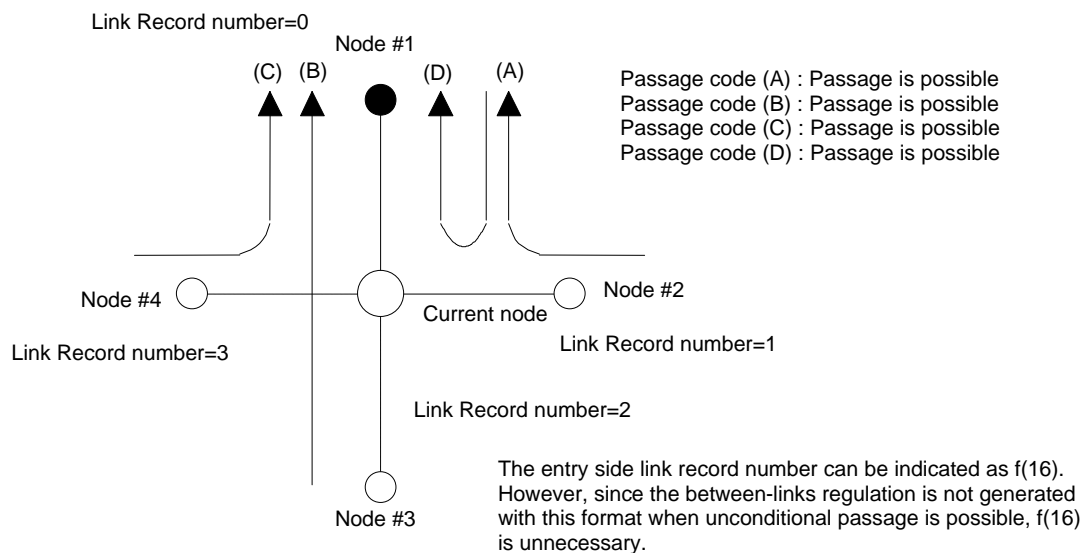 Link Record number=0
Node #1
(C)
(B)
(D)
(A)
Passage code (A) : Passage is possible
Passage code (B) : Passage is possible
Passage code (C) : Passage is possible
Passage code (D) : Passage is possible
Node #4
Node #2
Current node
Link Record number=3
Link Record number=1
Link Record number=2
Node #3
The entry side link record number can be indicated as f(16).
However, since the between-links regulation is not generated
with this format when unconditional passage is possible, f(16)
is unnecessary.